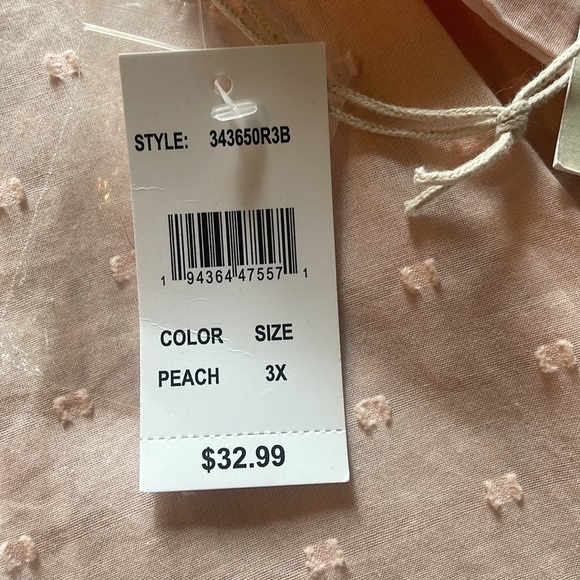 STYLE: 343650R3B
1 94364 47557 1
COLOR SIZE
PEACH 3X
$32.99